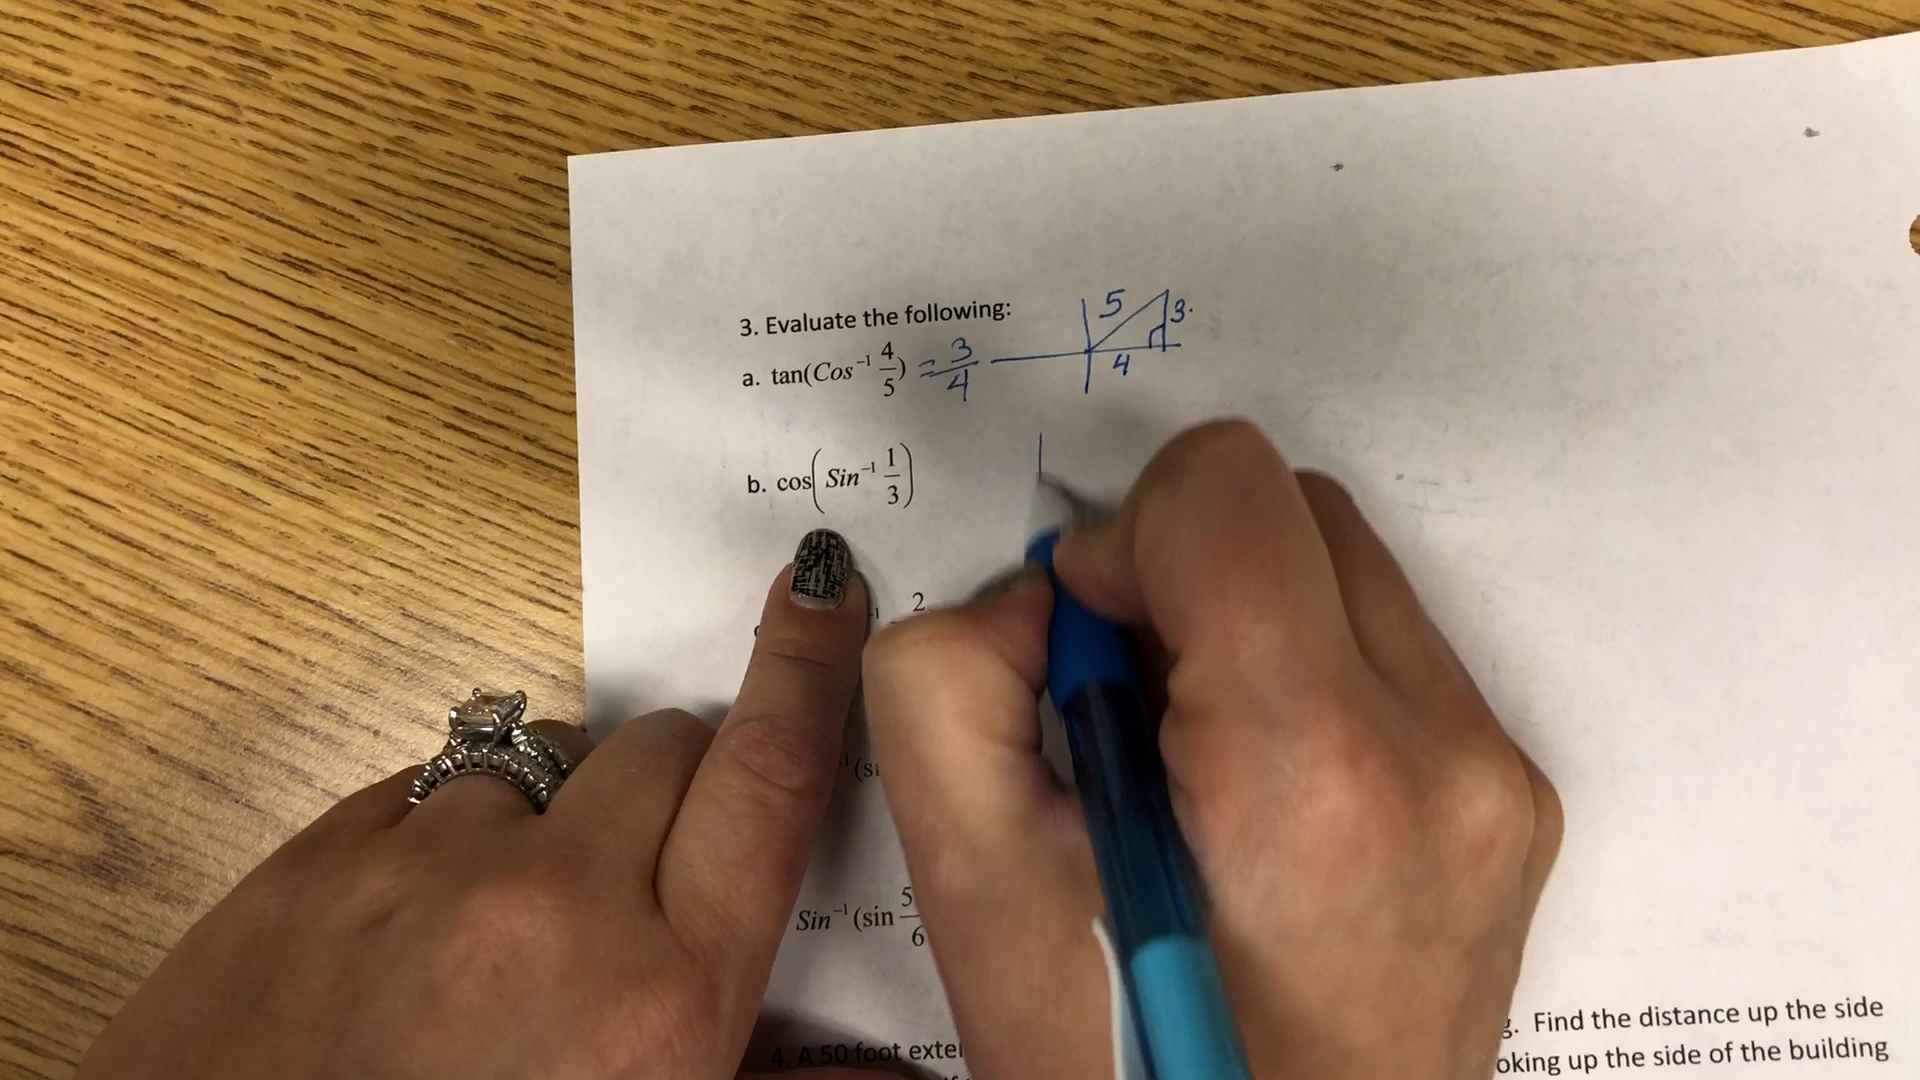 3. Evaluate the following:
5
3.
4
a. tan(Cos⁻¹ 4/5) = 3/4
b. cos(Sin⁻¹ 1/3)
2
⁻¹(si
Sin⁻¹(sin 5/6
4. A 50 foot exte
g. Find the distance up the side
oking up the side of the building